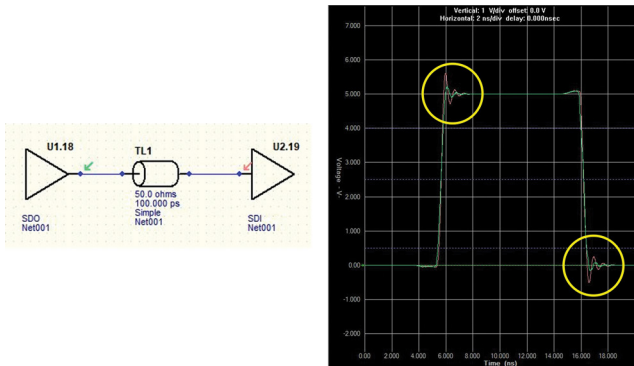 U1.18
TL1
U2.19
50.0 ohms
100.000 ps
Simple
Net001
SDO
Net001
SDI
Net001
Vertical: 1 V/div offset: 0.0 V
Horizontal: 2 ns/div delay: 0.000nsec
7.000
6.000
5.000
4.000
3.000
2.000
1.000
0.00
-1.000
-2.000
Voltage -V-
0.00 2.000 4.000 6.000 8.000 10.000 12.000 14.000 16.000 18.000
Time (ns)